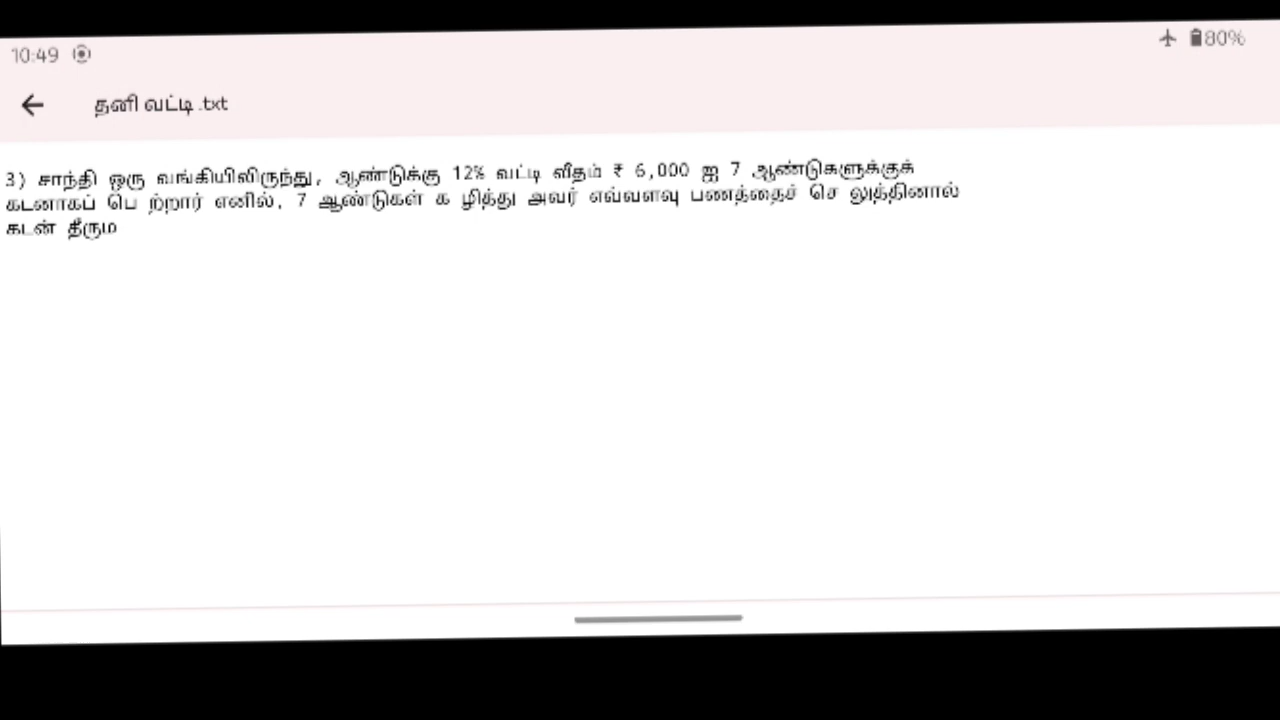 10:49
80%
தனி வட்டி .txt
3) சாந்தி ஒரு வங்கியிலிருந்து, ஆண்டுக்கு 12% வட்டி வீதம் ₹ 6,000 ஐ 7 ஆண்டுகளுக்குக்
கடனாகப் பெ ற்றார் எனில், 7 ஆண்டுகள் க ழித்து அவர் எவ்வளவு பணத்தைச் செ லுத்தினால்
கடன் தீரும